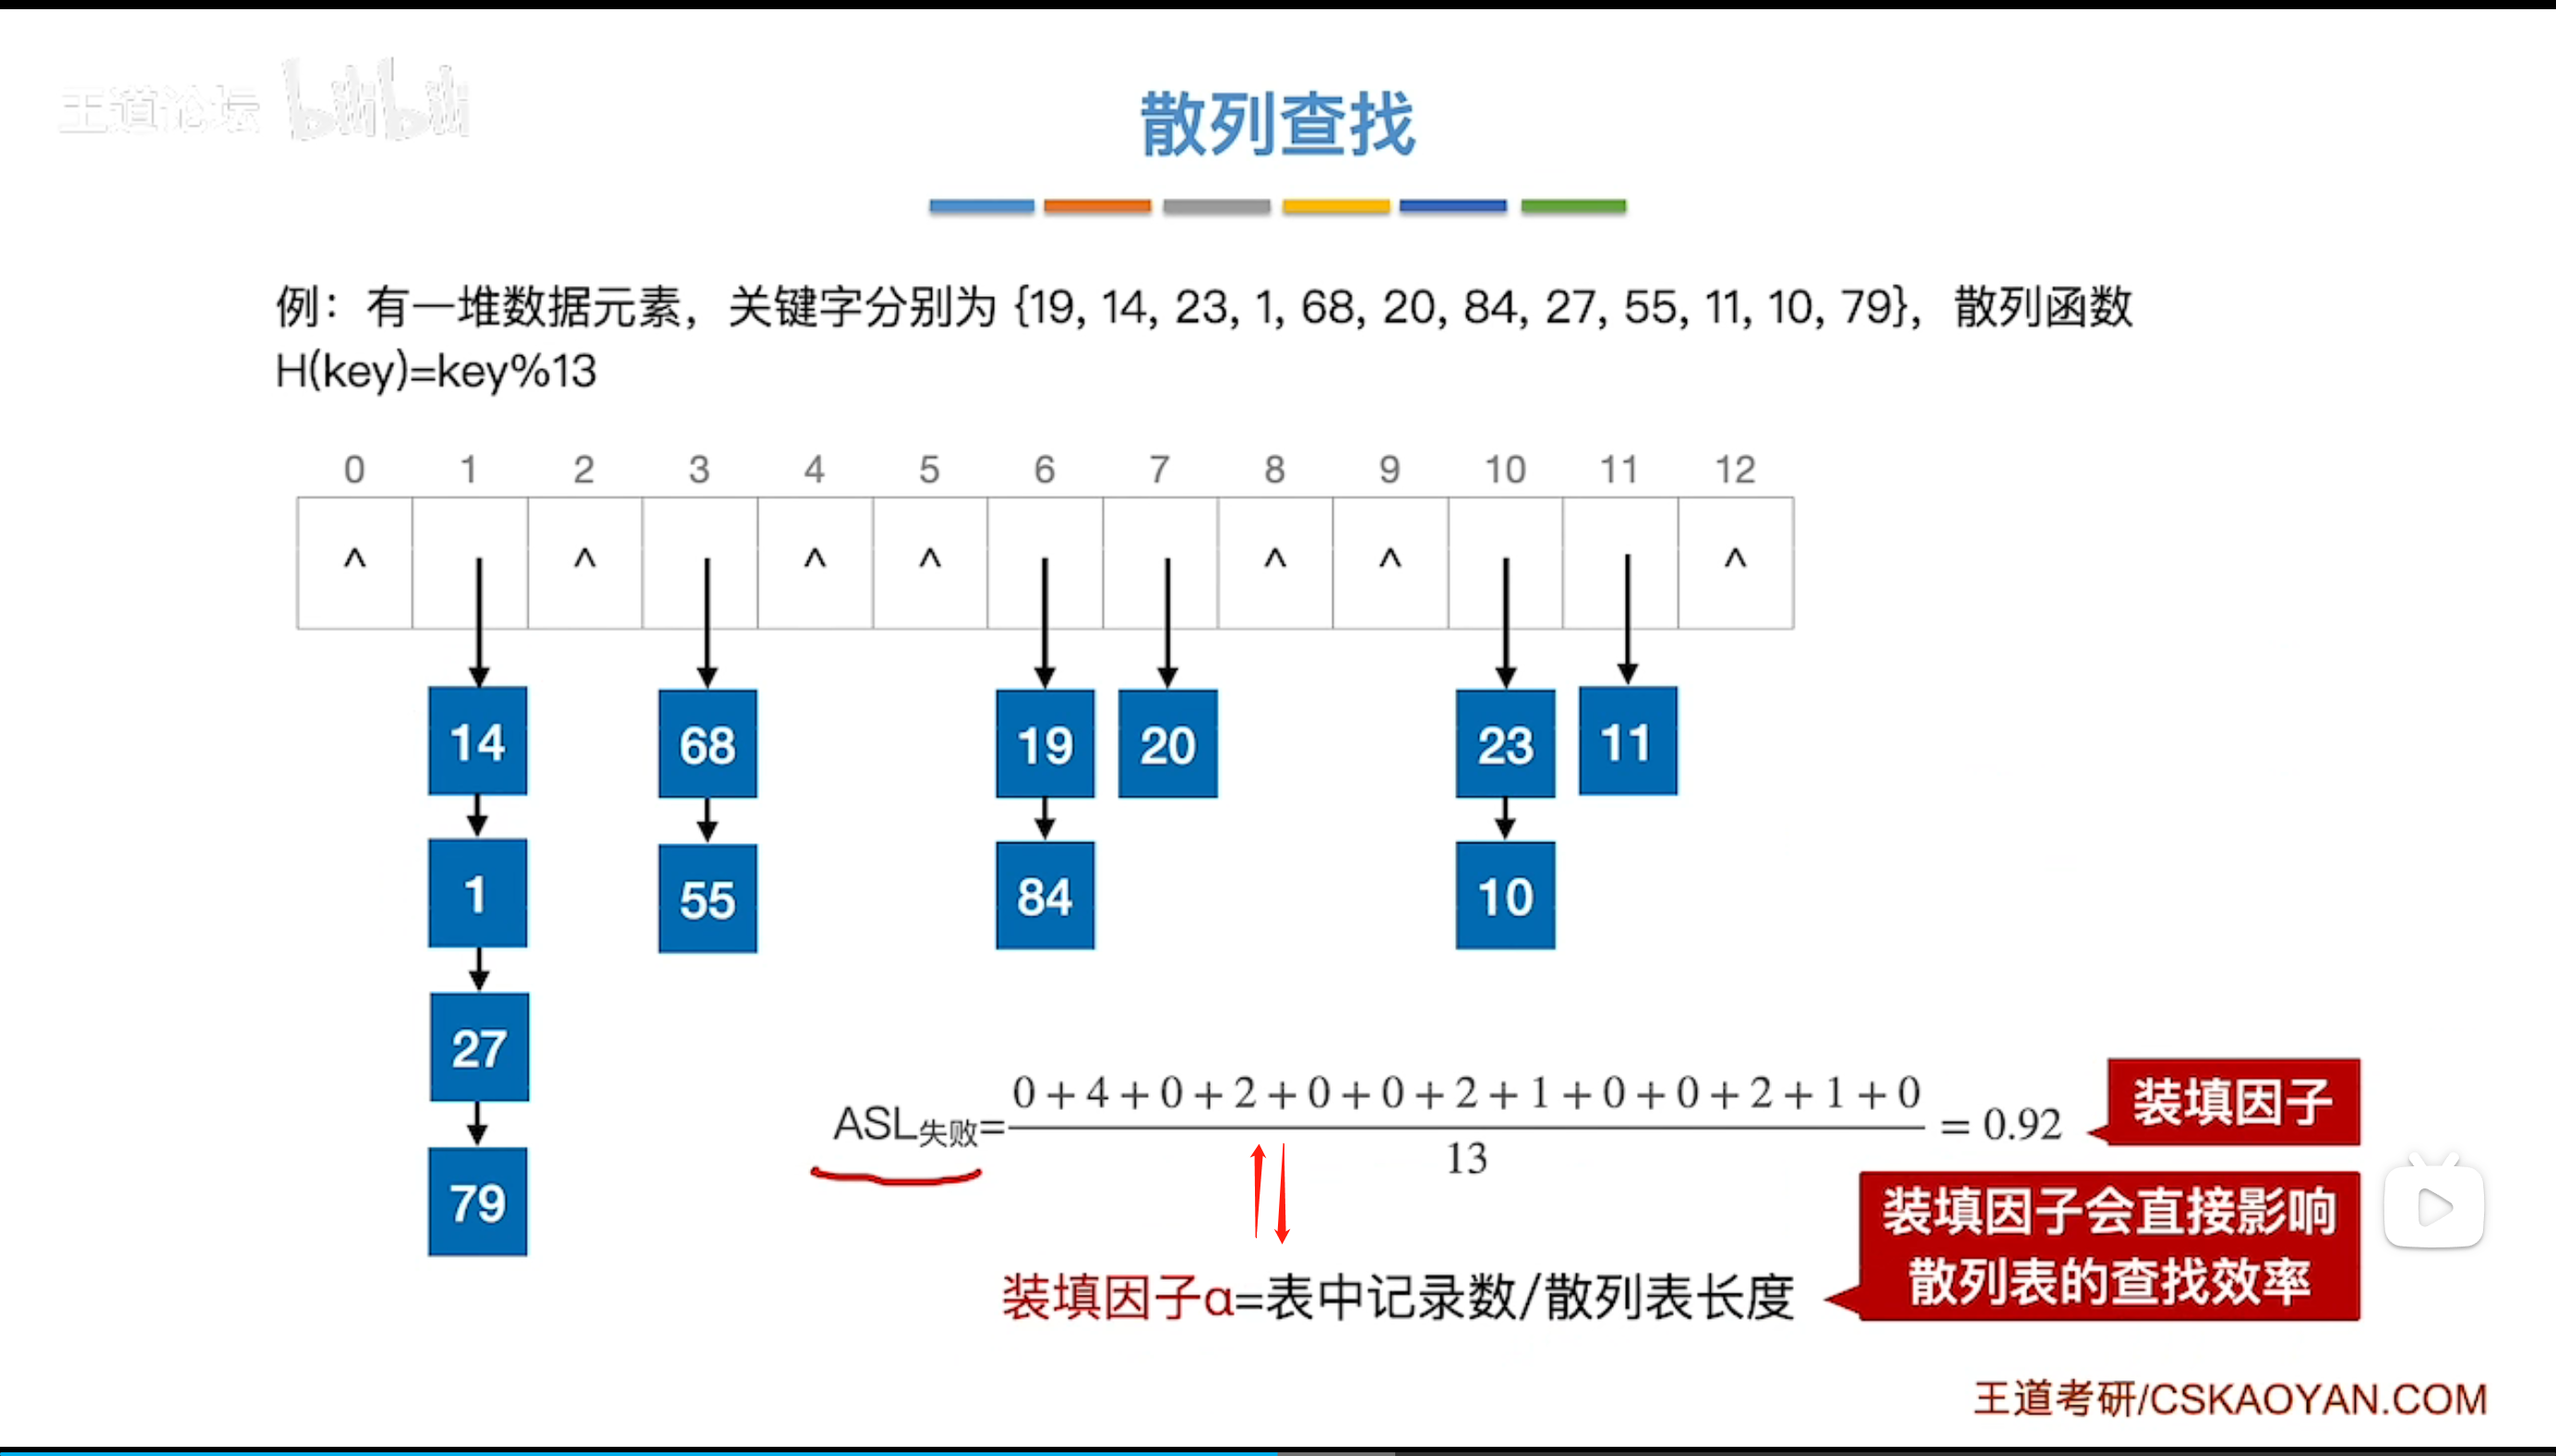 王道论坛 bilibili
散列查找
例：有一堆数据元素，关键字分别为 {19, 14, 23, 1, 68, 20, 84, 27, 55, 11, 10, 79}，散列函数
H(key)=key%13
0 1 2 3 4 5 6 7 8 9 10 11 12
^ ^ ^ ^ ^ ^ ^
14 68 19 20 23 11
1 55 84 10
27
79
ASL失败= 0 + 4 + 0 + 2 + 0 + 0 + 2 + 1 + 0 + 0 + 2 + 1 + 0 = 0.92
13
装填因子
装填因子会直接影响
散列表的查找效率
装填因子α=表中记录数/散列表长度
王道考研/CSKAOYAN.COM